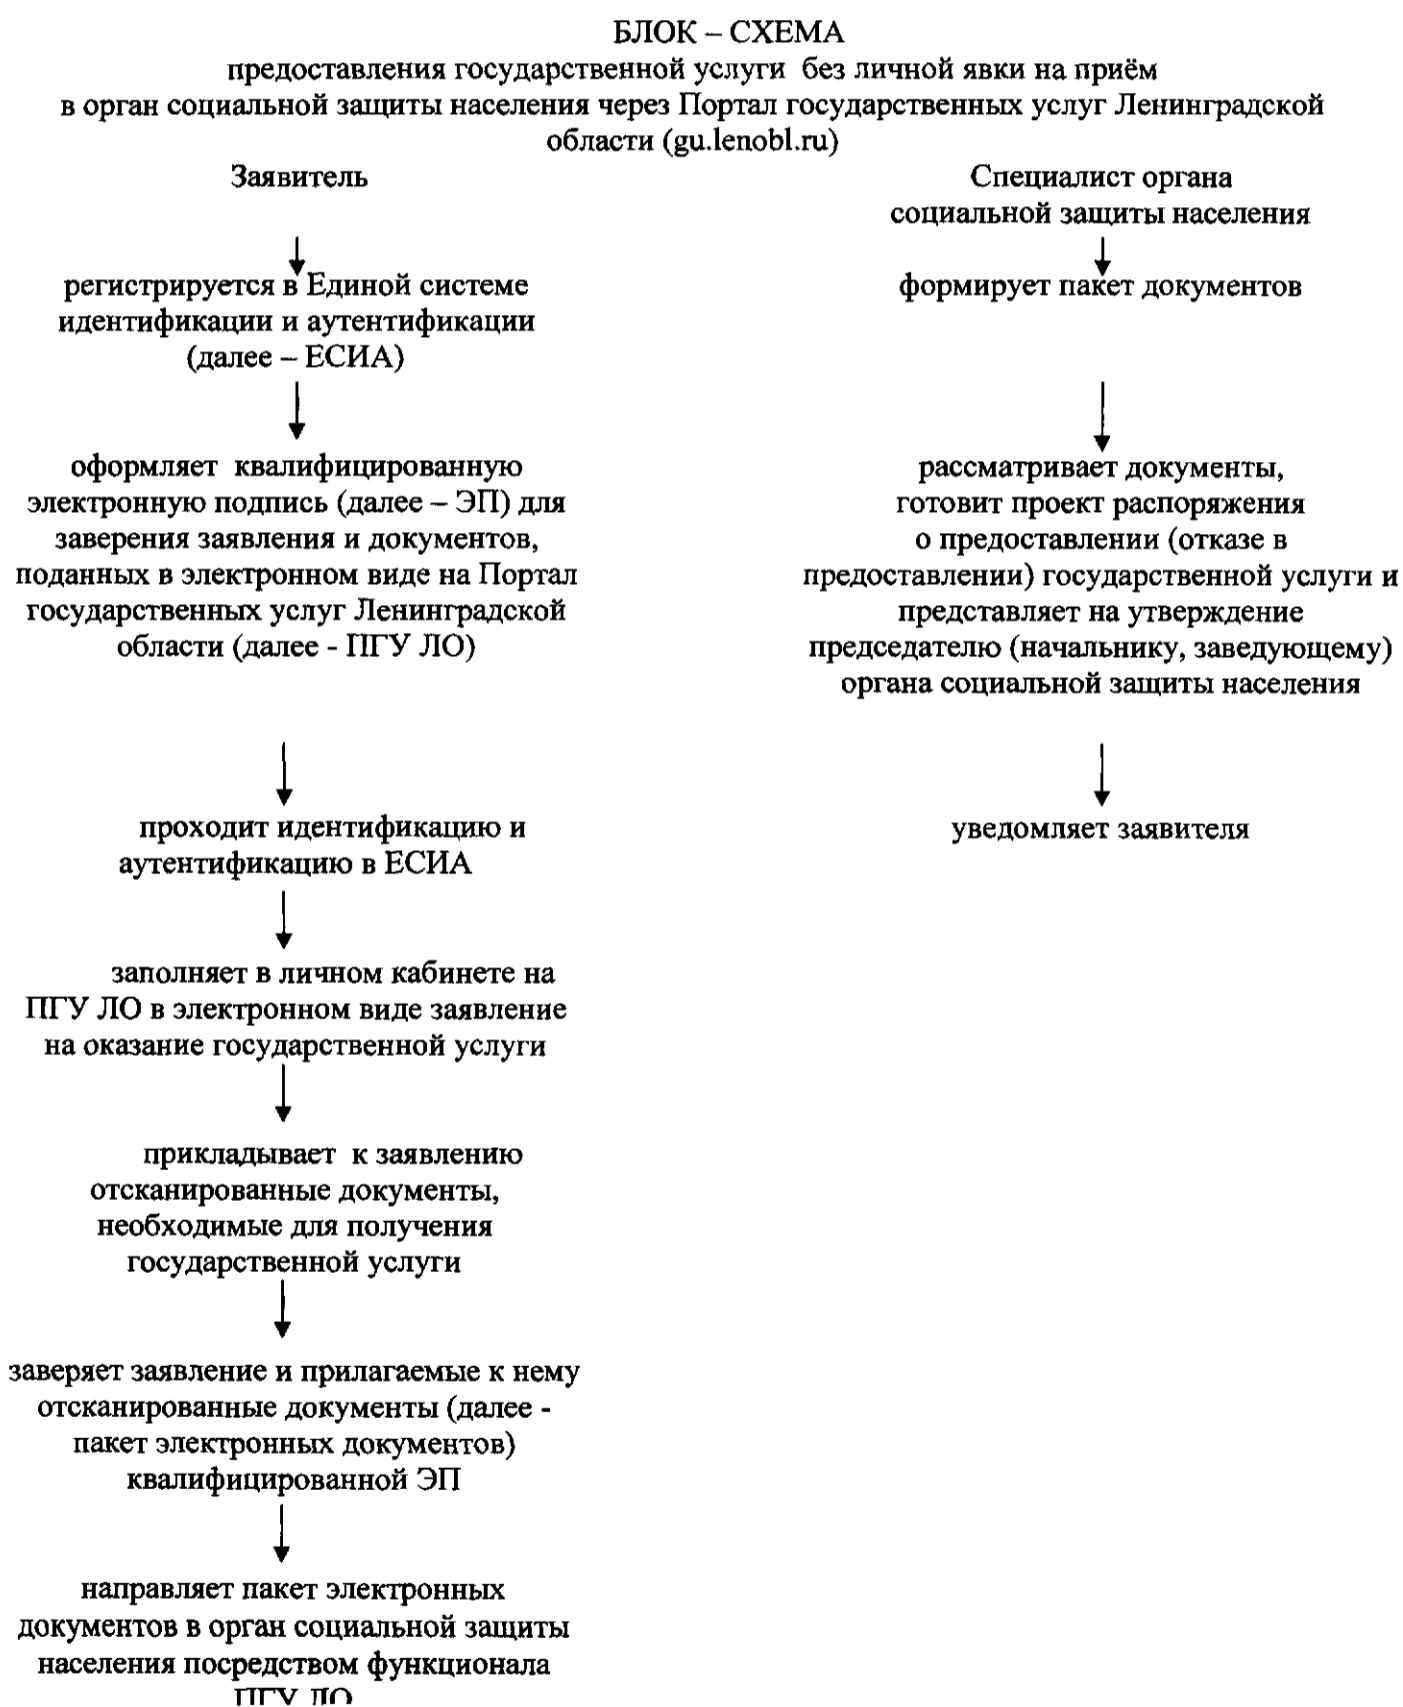 БЛОК – СХЕМА
предоставления государственной услуги без личной явки на приём
в орган социальной защиты населения через Портал государственных услуг Ленинградской
области (gu.lenobl.ru)
Заявитель
регистрируется в Единой системе
идентификации и аутентификации
(далее – ЕСИА)
оформляет квалифицированную
электронную подпись (далее – ЭП) для
заверения заявления и документов,
поданных в электронном виде на Портал
государственных услуг Ленинградской
области (далее - ПГУ ЛО)
проходит идентификацию и
аутентификацию в ЕСИА
заполняет в личном кабинете на
ПГУ ЛО в электронном виде заявление
на оказание государственной услуги
прикладывает к заявлению
отсканированные документы,
необходимые для получения
государственной услуги
заверяет заявление и прилагаемые к нему
отсканированные документы (далее -
пакет электронных документов)
квалифицированной ЭП
направляет пакет электронных
документов в орган социальной защиты
населения посредством функционала
ПГУ ЛО
Специалист органа
социальной защиты населения
формирует пакет документов
рассматривает документы,
готовит проект распоряжения
о предоставлении (отказе в
предоставлении) государственной услуги и
представляет на утверждение
председателю (начальнику, заведующему)
органа социальной защиты населения
уведомляет заявителя